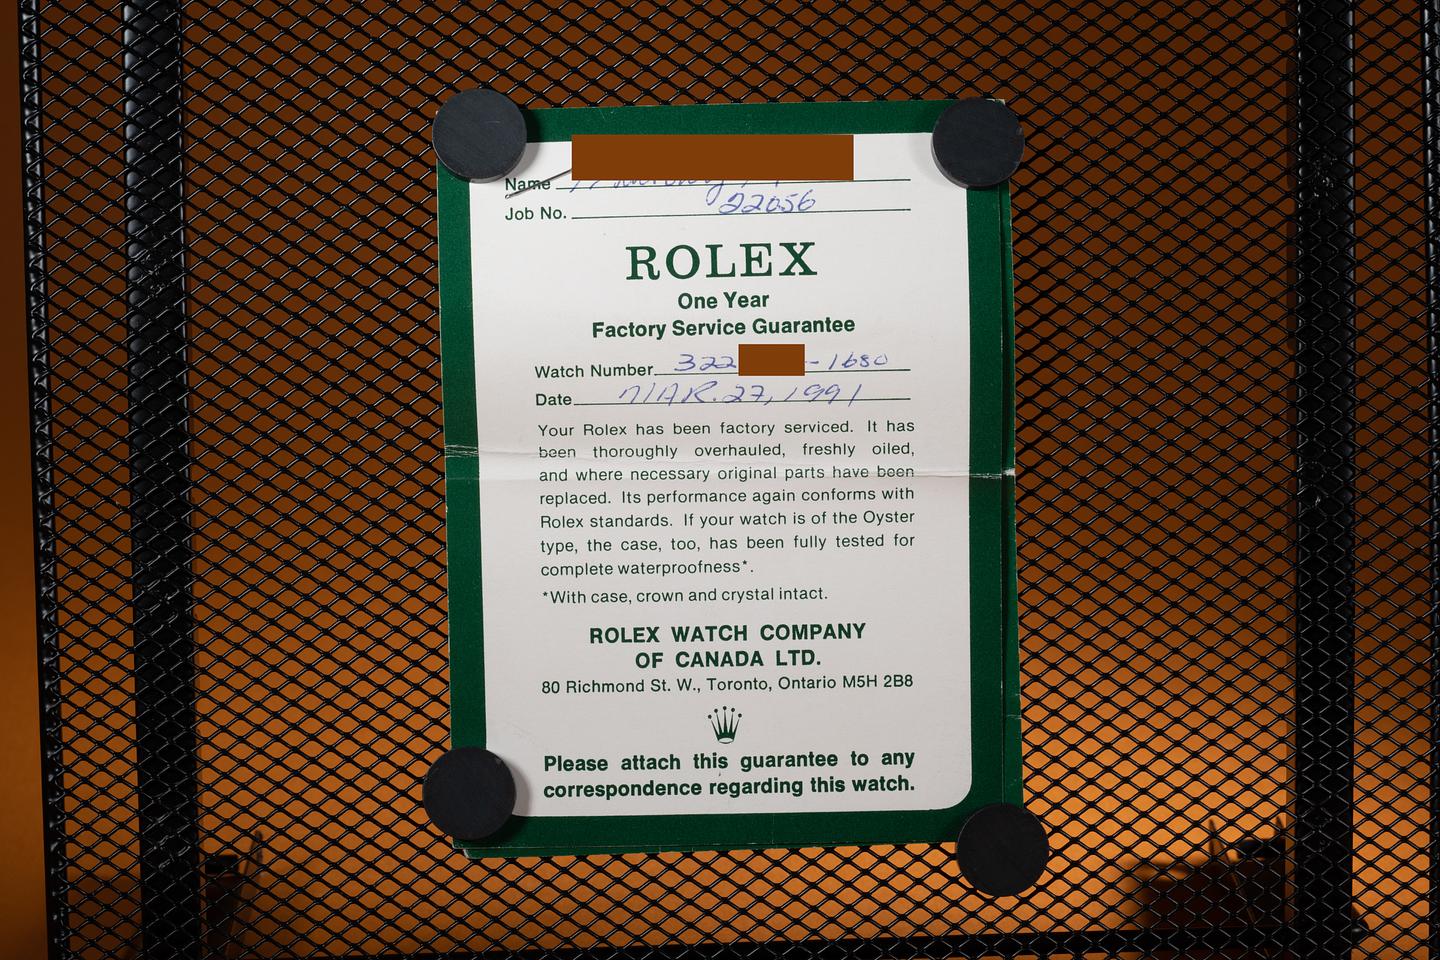 Name
Job No. 22056
ROLEX
One Year
Factory Service Guarantee
Watch Number 322 -1680
Date MAR.27,1991
Your Rolex has been factory serviced. It has
been thoroughly overhauled, freshly oiled,
and where necessary original parts have been
replaced. Its performance again conforms with
Rolex standards. If your watch is of the Oyster
type, the case, too, has been fully tested for
complete waterproofness*.
*With case, crown and crystal intact.
ROLEX WATCH COMPANY
OF CANADA LTD.
80 Richmond St. W., Toronto, Ontario M5H 2B8
Please attach this guarantee to any
correspondence regarding this watch.